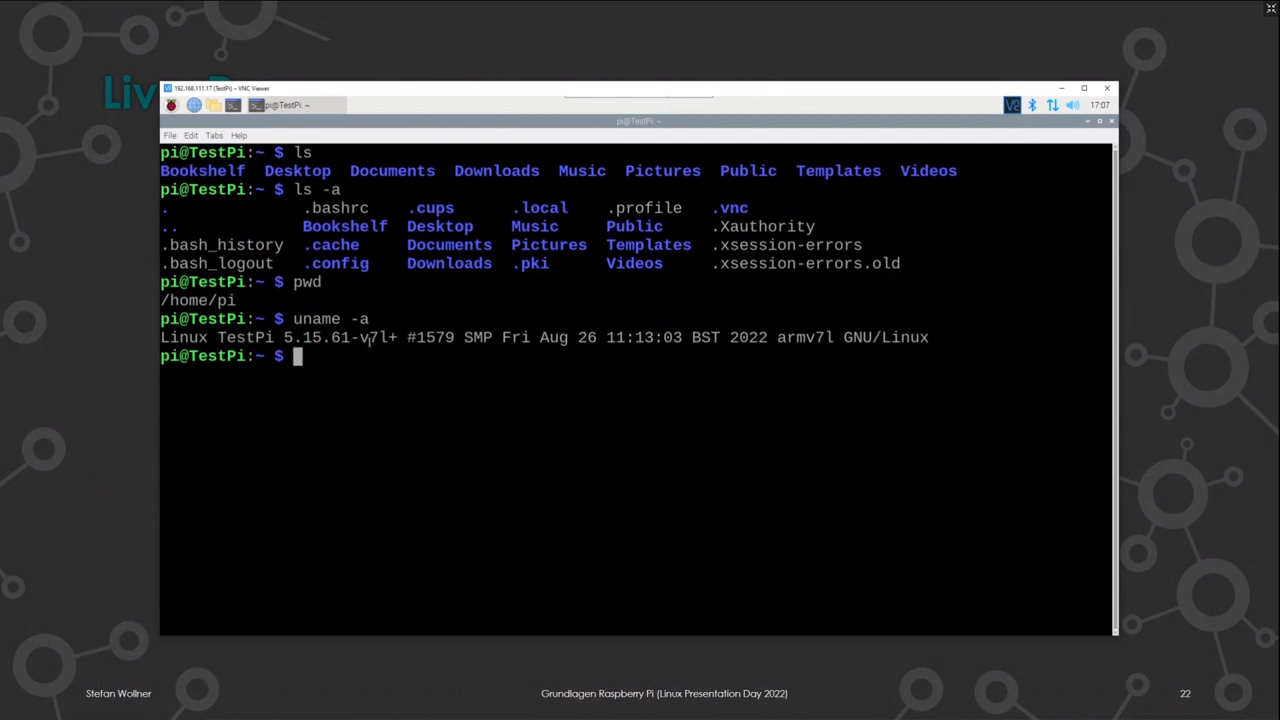 Liv
192.168.111.17 (TestPi) - VNC Viewer
pi@TestPi: ~
17:07
pi@TestPi: ~
File Edit Tabs Help
pi@TestPi:~ $ ls
Bookshelf Desktop Documents Downloads Music Pictures Public Templates Videos
pi@TestPi:~ $ ls -a
. .bashrc .cups .local .profile .vnc
.. Bookshelf Desktop Music Public .Xauthority
.bash_history .cache Documents Pictures Templates .xsession-errors
.bash_logout .config Downloads .pki Videos .xsession-errors.old
pi@TestPi:~ $ pwd
/home/pi
pi@TestPi:~ $ uname -a
Linux TestPi 5.15.61-v7l+ #1579 SMP Fri Aug 26 11:13:03 BST 2022 armv7l GNU/Linux
pi@TestPi:~ $
Stefan Wollner
Grundlagen Raspberry Pi (Linux Presentation Day 2022)
22